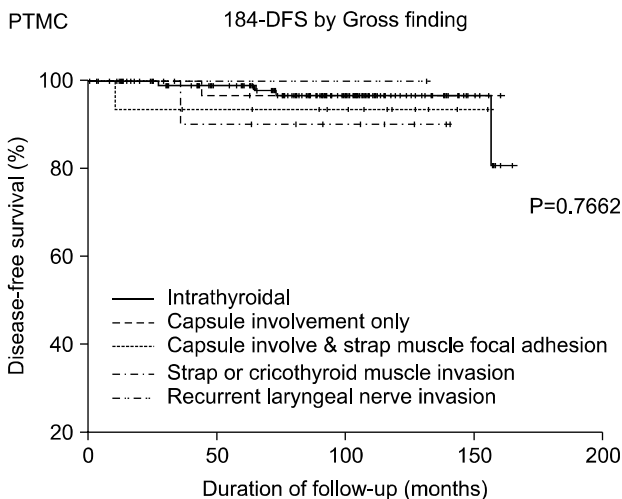 PTMC
184-DFS by Gross finding
Disease-free survival (%)
100
80
60
40
20
P=0.7662
Intrathyroidal
Capsule involvement only
Capsule involve & strap muscle focal adhesion
Strap or cricothyroid muscle invasion
Recurrent laryngeal nerve invasion
0
50
100
150
200
Duration of follow-up (months)